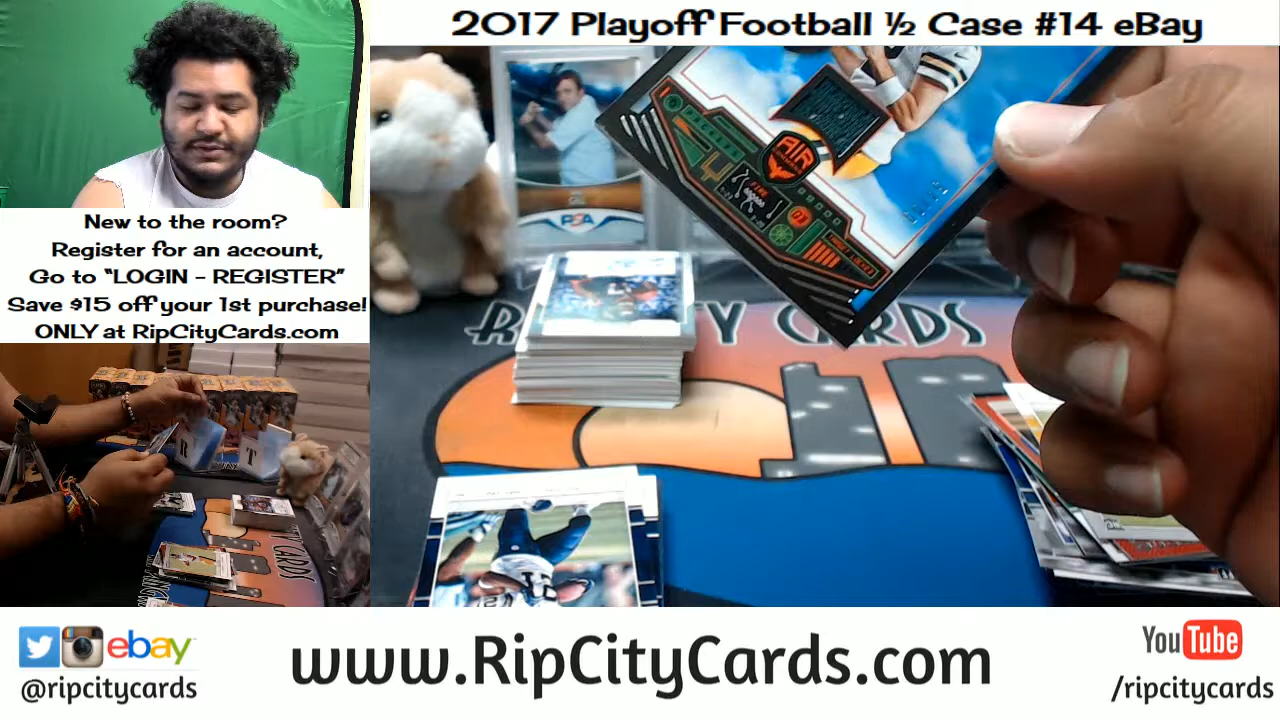 2017 Playoff Football ½ Case #14 eBay
New to the room?
Register for an account,
Go to "LOGIN - REGISTER"
Save $15 off your 1st purchase!
ONLY at RipCityCards.com
PSA
AIR
RIP CITY CARDS
R
T
ebay
@ripcitycards
www.RipCityCards.com
YouTube
/ripcitycards